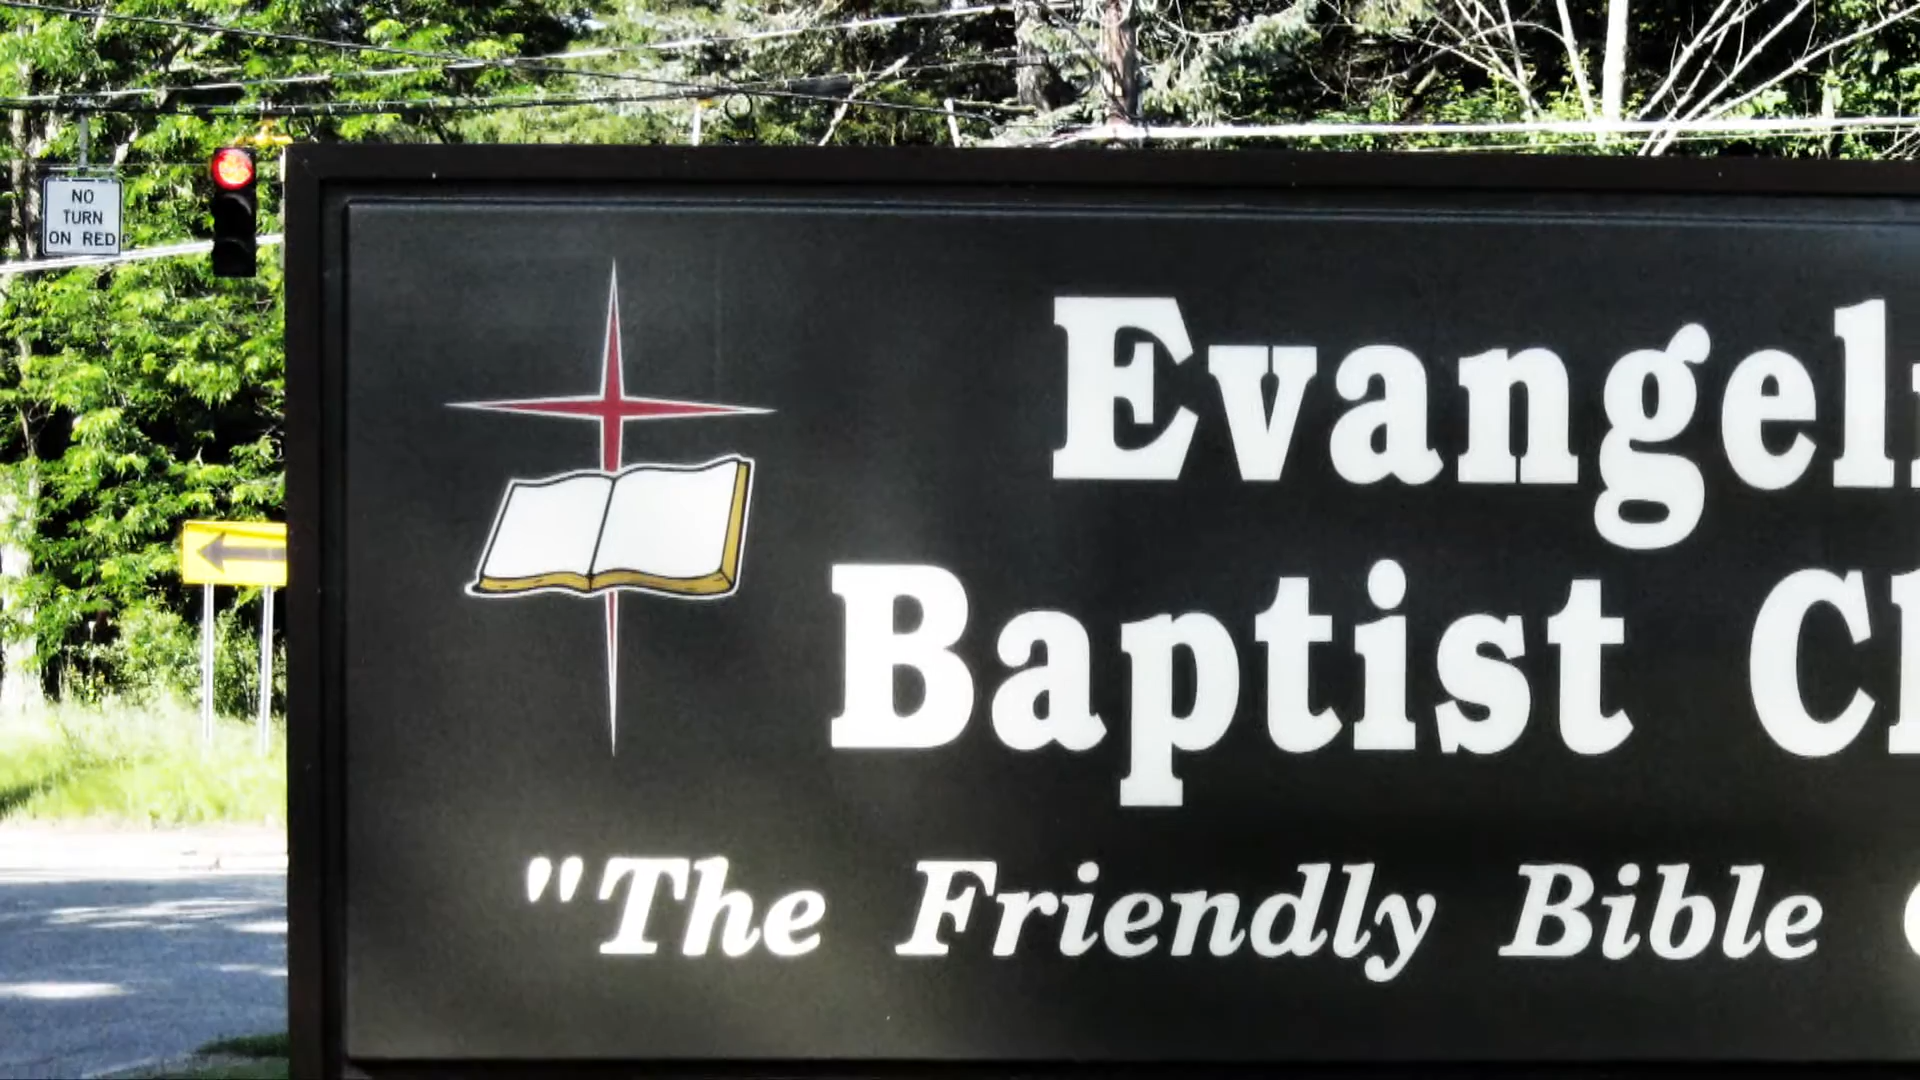 NO
TURN
ON RED
Evangel
Baptist
"The Friendly Bible